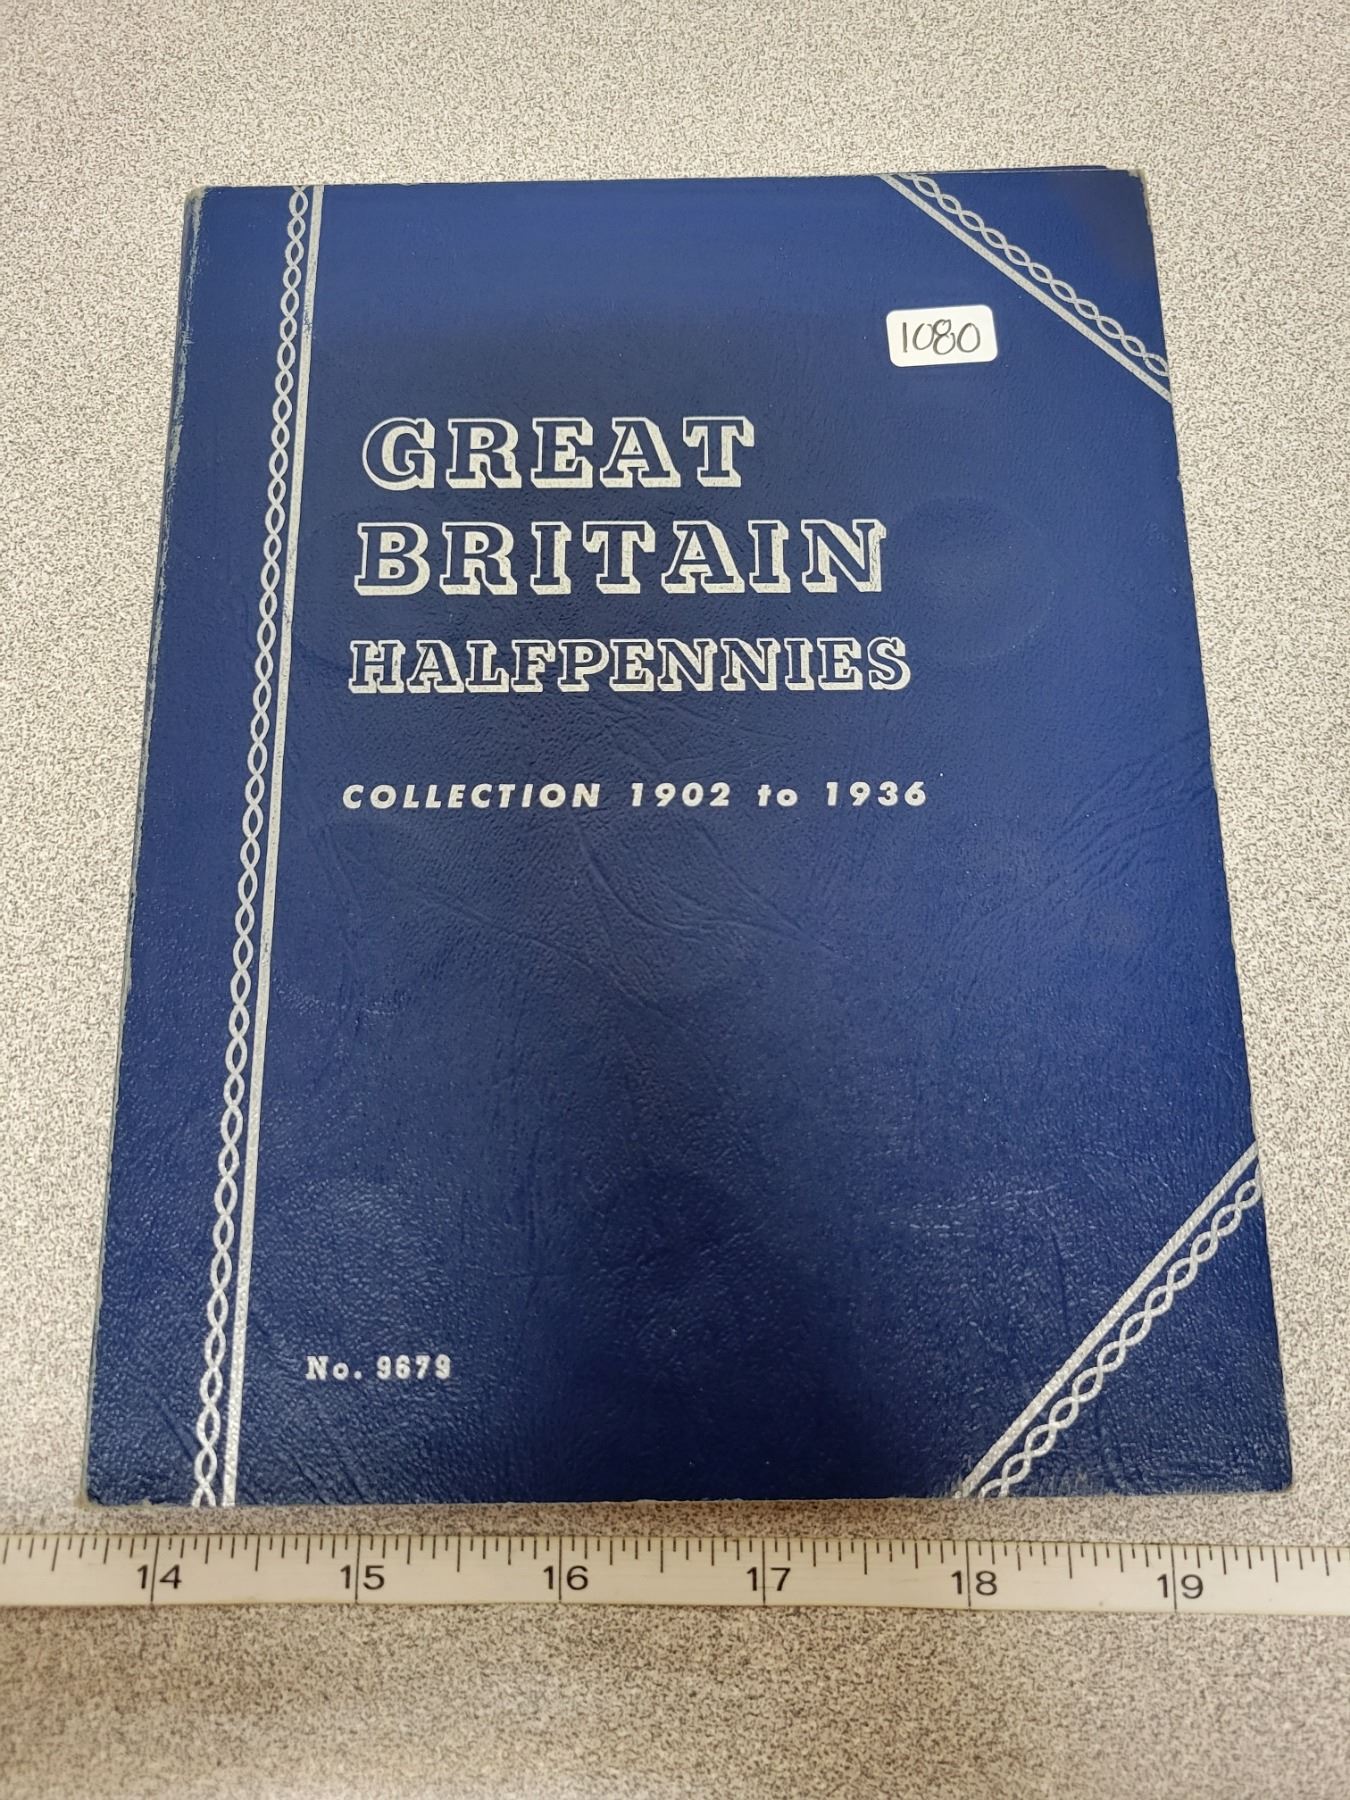 1080
GREAT
BRITAIN
HALFPENNIES
COLLECTION 1902 to 1936
No. 9679
14 15 16 17 18 19